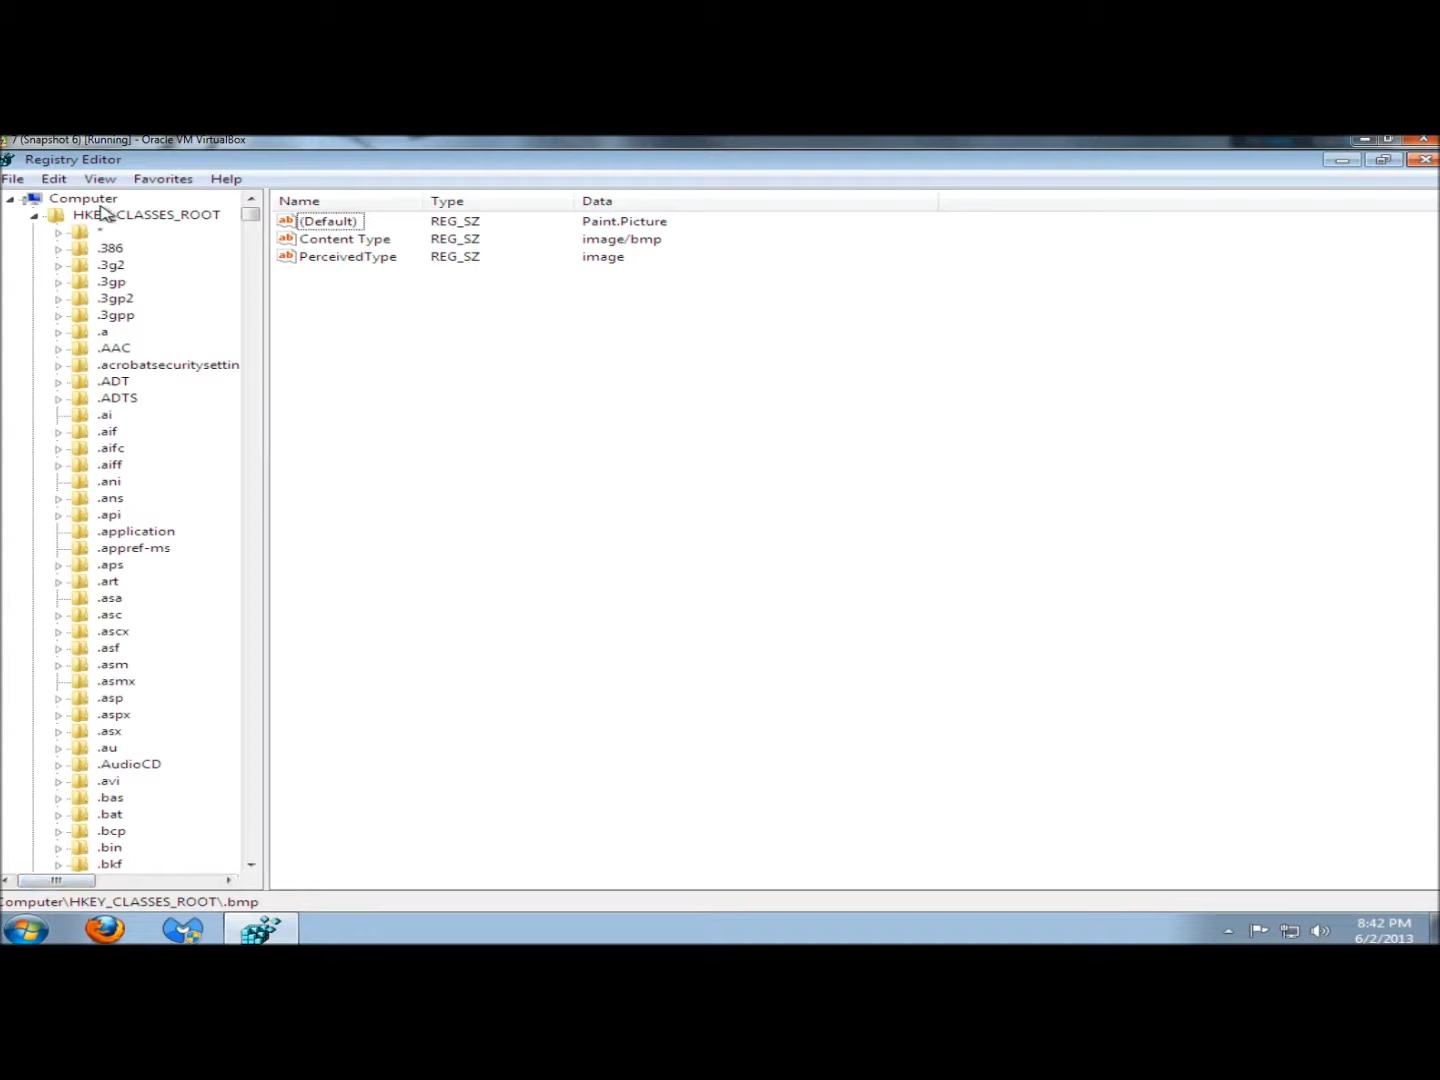 7 (Snapshot 6) [Running] - Oracle VM VirtualBox
Registry Editor
File Edit View Favorites Help
Computer
HKEY_CLASSES_ROOT
*
.386
.3g2
.3gp
.3gp2
.3gpp
.a
.AAC
.acrobatsecuritysettin
.ADT
.ADTS
.ai
.aif
.aifc
.aiff
.ani
.ans
.api
.application
.appref-ms
.aps
.art
.asa
.asc
.ascx
.asf
.asm
.asmx
.asp
.aspx
.asx
.au
.AudioCD
.avi
.bas
.bat
.bcp
.bin
.bkf
Name Type Data
(Default) REG_SZ Paint.Picture
Content Type REG_SZ image/bmp
PerceivedType REG_SZ image
Computer\HKEY_CLASSES_ROOT\.bmp
8:42 PM
6/2/2013